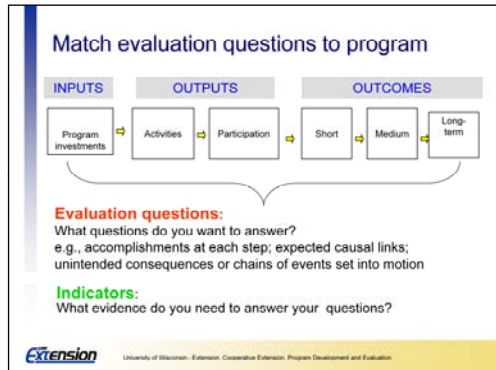 Match evaluation questions to program
INPUTS OUTPUTS OUTCOMES
Program investments
Activities
Participation
Short
Medium
Long-
term
Evaluation questions:
What questions do you want to answer?
e.g., accomplishments at each step; expected causal links;
unintended consequences or chains of events set into motion
Indicators:
What evidence do you need to answer your questions?
Extension
University of Wisconsin - Extension, Cooperative Extension, Program Development and Evaluation